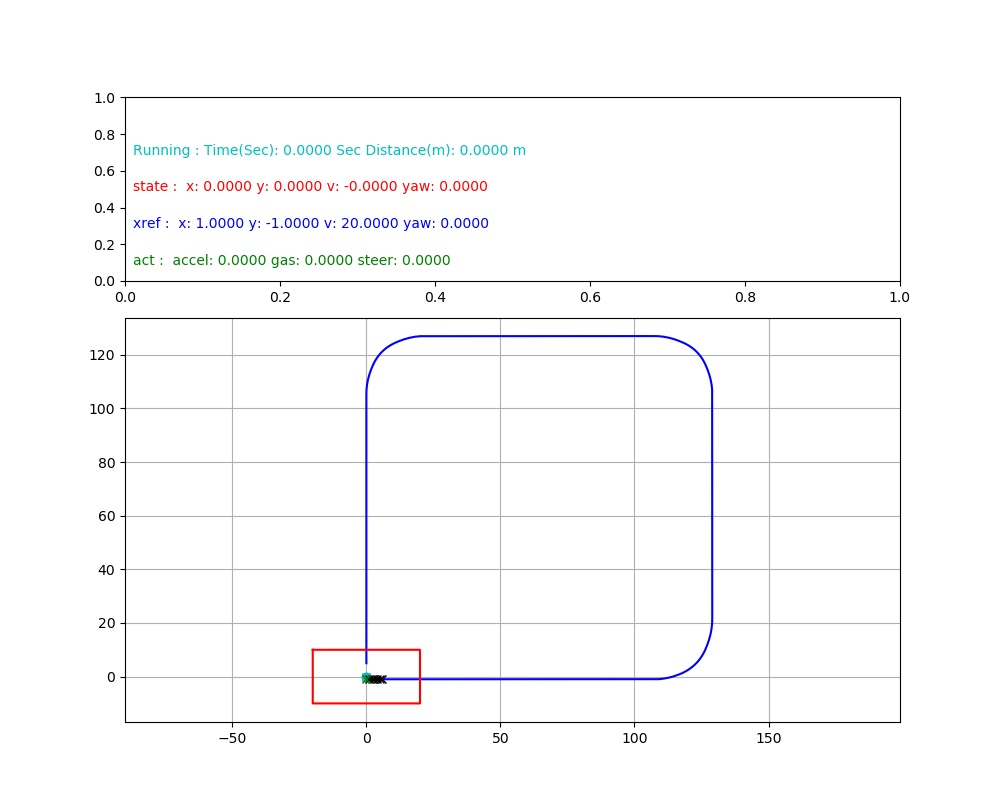 1.0
0.8
Running : Time(Sec): 0.0000 Sec Distance(m): 0.0000 m
0.6
state :  x: 0.0000 y: 0.0000 v: -0.0000 yaw: 0.0000
0.4
xref :  x: 1.0000 y: -1.0000 v: 20.0000 yaw: 0.0000
0.2
act :  accel: 0.0000 gas: 0.0000 steer: 0.0000
0.0
0.0 0.2 0.4 0.6 0.8 1.0
120
100
80
60
40
20
0
−50 0 50 100 150